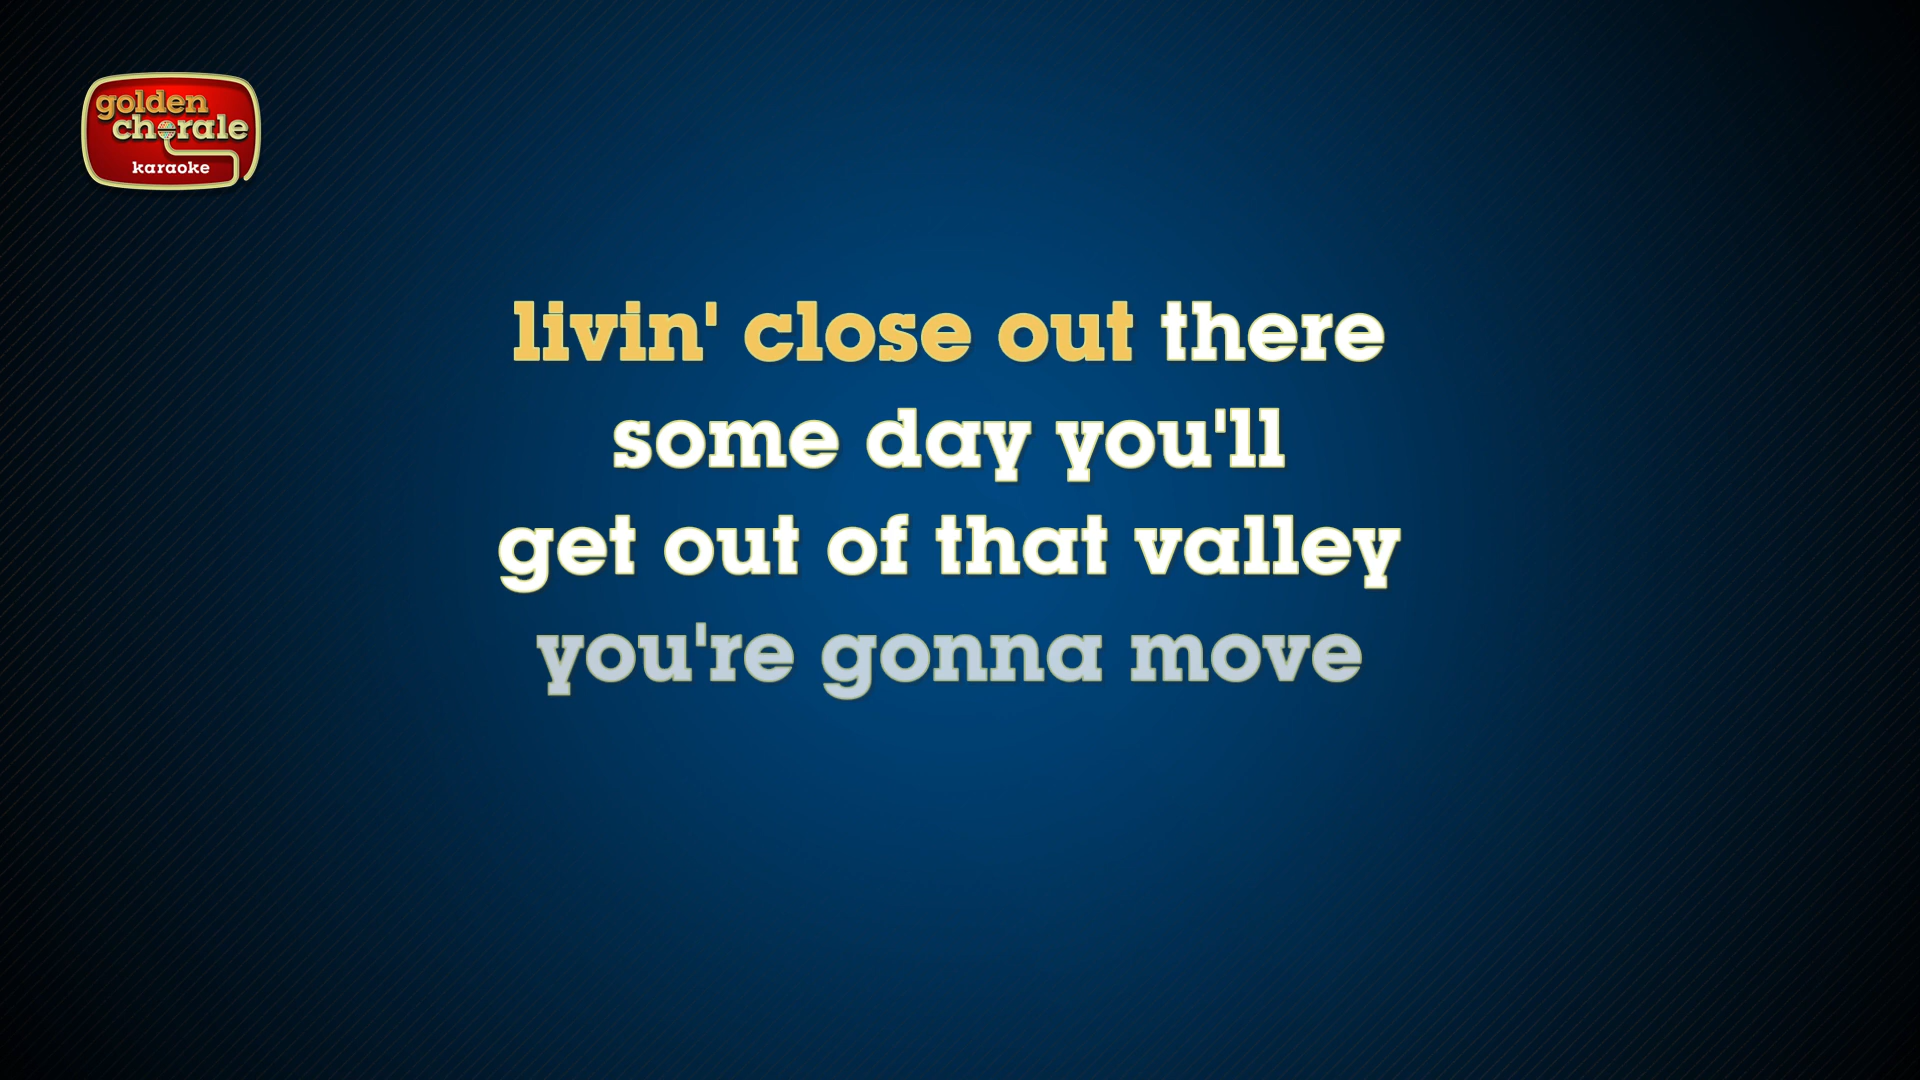 golden
chorale
karaoke
livin' close out there
some day you'll
get out of that valley
you're gonna move